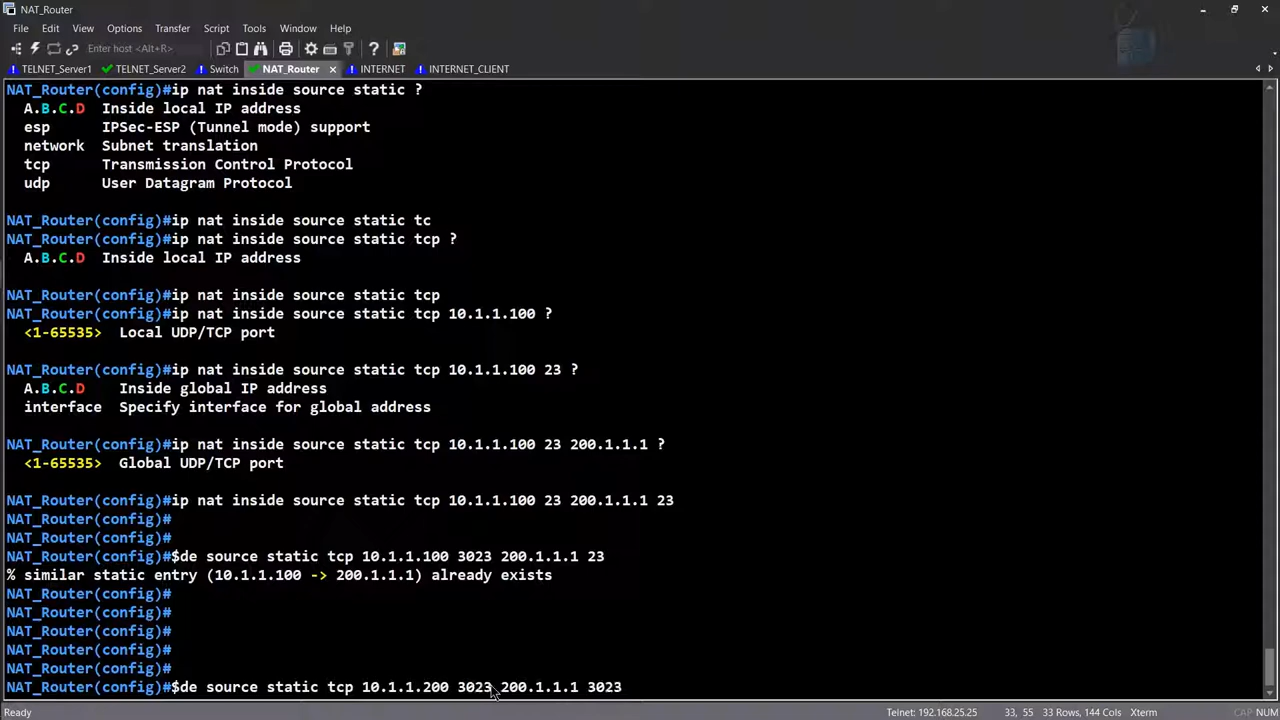 NAT_Router
File Edit View Options Transfer Script Tools Window Help
Enter host <Alt+R>
TELNET_Server1 TELNET_Server2 Switch NAT_Router INTERNET INTERNET_CLIENT
NAT_Router(config)#ip nat inside source static ?
A.B.C.D Inside local IP address
esp IPSec-ESP (Tunnel mode) support
network Subnet translation
tcp Transmission Control Protocol
udp User Datagram Protocol
NAT_Router(config)#ip nat inside source static tc
NAT_Router(config)#ip nat inside source static tcp ?
A.B.C.D Inside local IP address
NAT_Router(config)#ip nat inside source static tcp
NAT_Router(config)#ip nat inside source static tcp 10.1.1.100 ?
<1-65535> Local UDP/TCP port
NAT_Router(config)#ip nat inside source static tcp 10.1.1.100 23 ?
A.B.C.D Inside global IP address
interface Specify interface for global address
NAT_Router(config)#ip nat inside source static tcp 10.1.1.100 23 200.1.1.1 ?
<1-65535> Global UDP/TCP port
NAT_Router(config)#ip nat inside source static tcp 10.1.1.100 23 200.1.1.1 23
NAT_Router(config)#
NAT_Router(config)#
NAT_Router(config)#$de source static tcp 10.1.1.100 3023 200.1.1.1 23
% similar static entry (10.1.1.100 -> 200.1.1.1) already exists
NAT_Router(config)#
NAT_Router(config)#
NAT_Router(config)#
NAT_Router(config)#
NAT_Router(config)#
NAT_Router(config)#$de source static tcp 10.1.1.200 3023 200.1.1.1 3023
Ready Telnet: 192.168.25.25 33, 55 33 Rows, 144 Cols Xterm CAP NUM